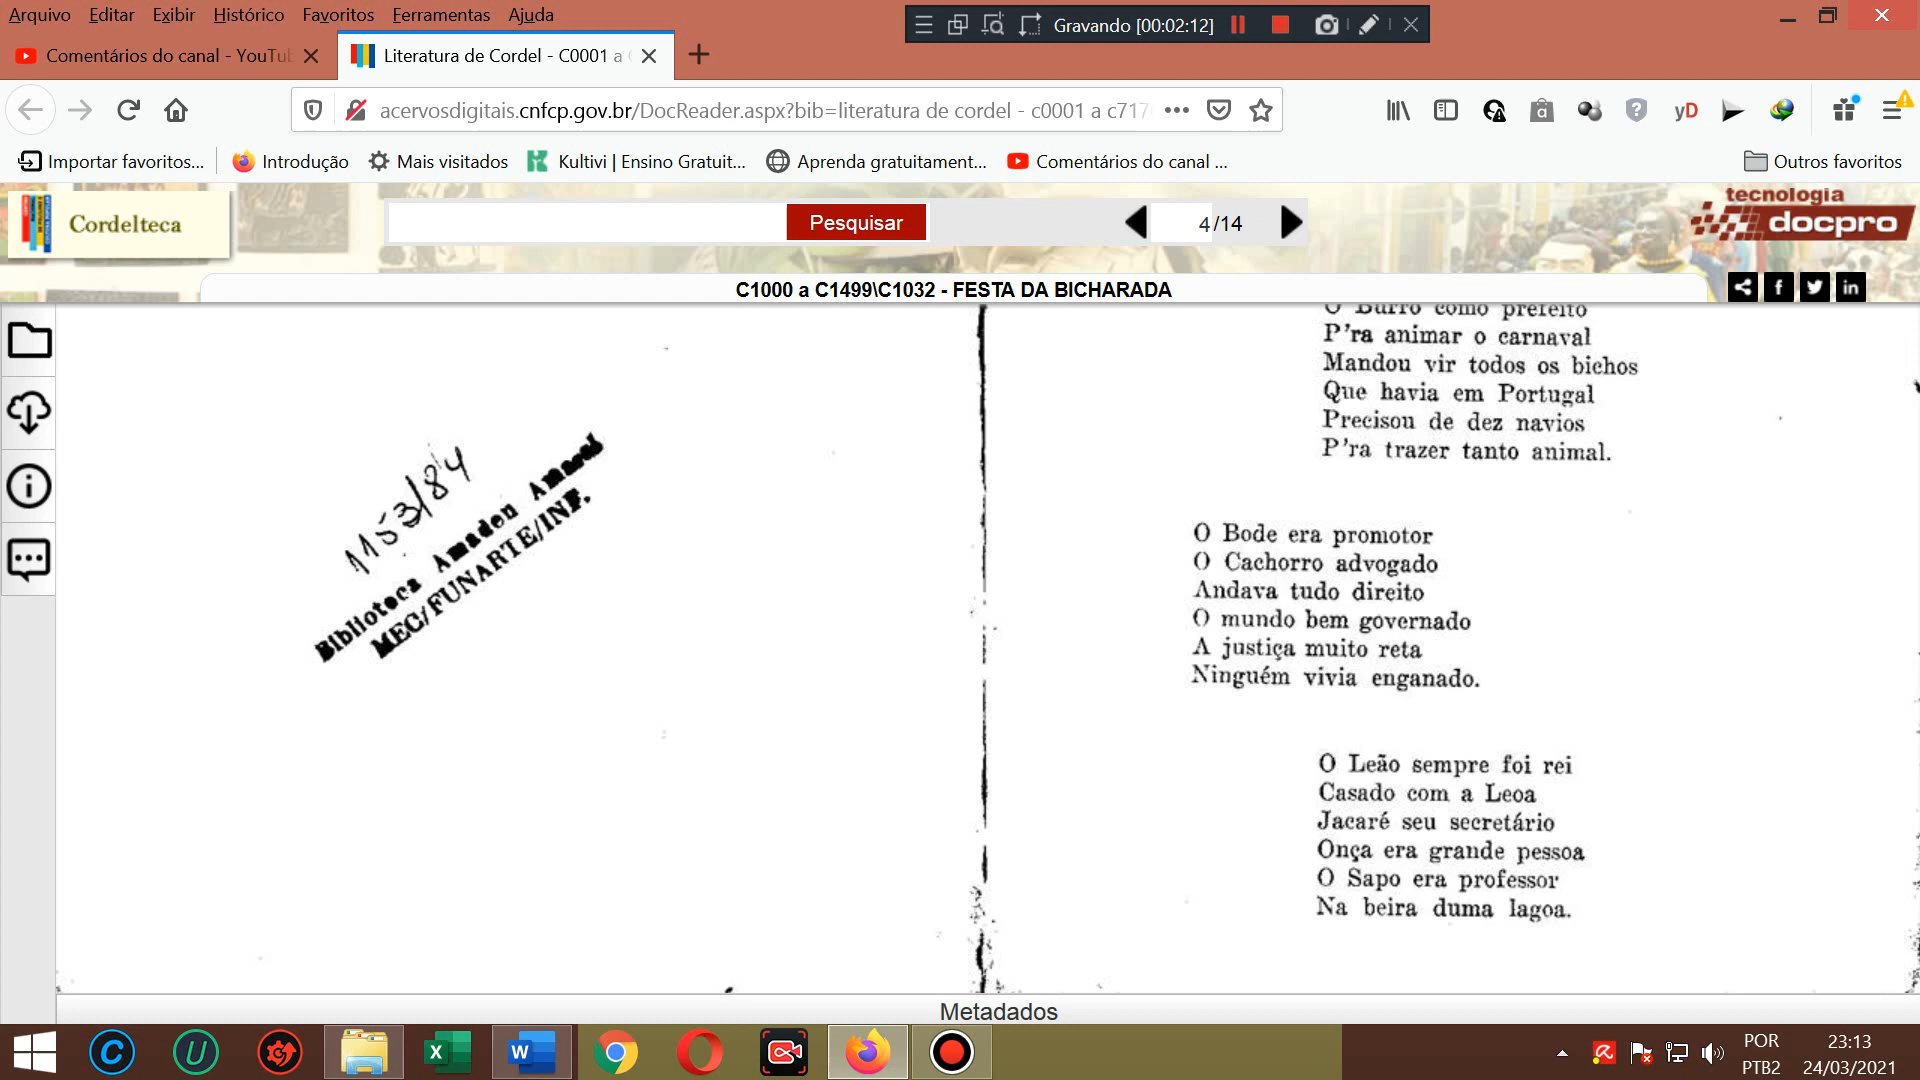 Arquivo Editar Exibir Histórico Favoritos Ferramentas Ajuda
Gravando [00:02:12]
Comentários do canal - YouTub
Literatura de Cordel - C0001 a
acervosdigitais.cnfcp.gov.br/DocReader.aspx?bib=literatura de cordel - c0001 a c717
yD
Importar favoritos...
Introdução
Mais visitados
Kultivi | Ensino Gratuit...
Aprenda gratuitament...
Comentários do canal ...
Outros favoritos
Cordelteca
Pesquisar
4 /14
tecnologia
docpro
C1000 a C1499\C1032 - FESTA DA BICHARADA
O Burro como prefeito
P'ra animar o carnaval
Mandou vir todos os bichos
Que havia em Portugal
Precisou de dez navios
P'ra trazer tanto animal.
1153/84
Biblioteca Amadeu Amaral
MEC/FUNARTE/INF.
O Bode era promotor
O Cachorro advogado
Andava tudo direito
O mundo bem governado
A justiça muito reta
Ninguém vivia enganado.
O Leão sempre foi rei
Casado com a Leoa
Jacaré seu secretário
Onça era grande pessoa
O Sapo era professor
Na beira duma lagoa.
Metadados
POR
PTB2
23:13
24/03/2021